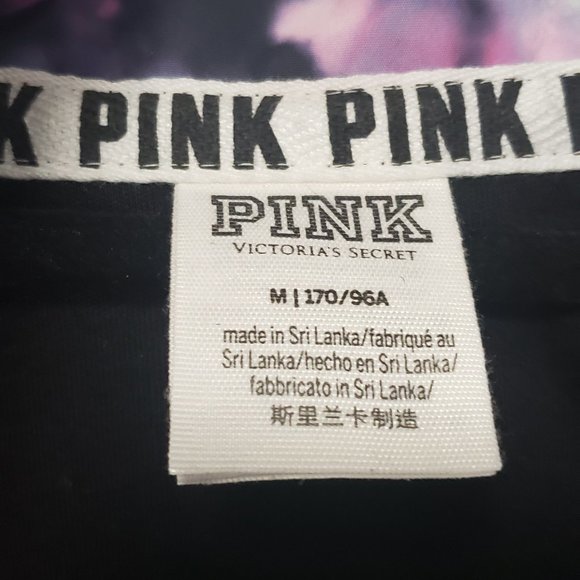 K PINK PINK P
PINK
VICTORIA'S SECRET
M | 170/96A
made in Sri Lanka/fabriqué au
Sri Lanka/hecho en Sri Lanka/
fabbricato in Sri Lanka/
斯里兰卡制造